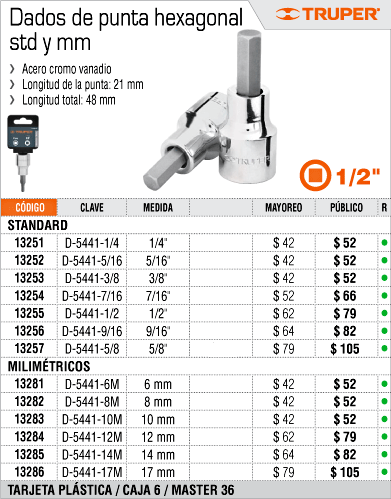 Dados de punta hexagonal
std y mm
TRUPER®
Acero cromo vanadio
Longitud de la punta: 21 mm
Longitud total: 48 mm
TRUPER
1/2"
CÓDIGO CLAVE MEDIDA MAYOREO PÚBLICO R
STANDARD
13251 D-5441-1/4 1/4" $ 42 $ 52
13252 D-5441-5/16 5/16" $ 42 $ 52
13253 D-5441-3/8 3/8" $ 42 $ 52
13254 D-5441-7/16 7/16" $ 52 $ 66
13255 D-5441-1/2 1/2" $ 62 $ 79
13256 D-5441-9/16 9/16" $ 64 $ 82
13257 D-5441-5/8 5/8" $ 79 $ 105
MILIMÉTRICOS
13281 D-5441-6M 6 mm $ 42 $ 52
13282 D-5441-8M 8 mm $ 42 $ 52
13283 D-5441-10M 10 mm $ 42 $ 52
13284 D-5441-12M 12 mm $ 62 $ 79
13285 D-5441-14M 14 mm $ 64 $ 82
13286 D-5441-17M 17 mm $ 79 $ 105
TARJETA PLÁSTICA / CAJA 6 / MASTER 36